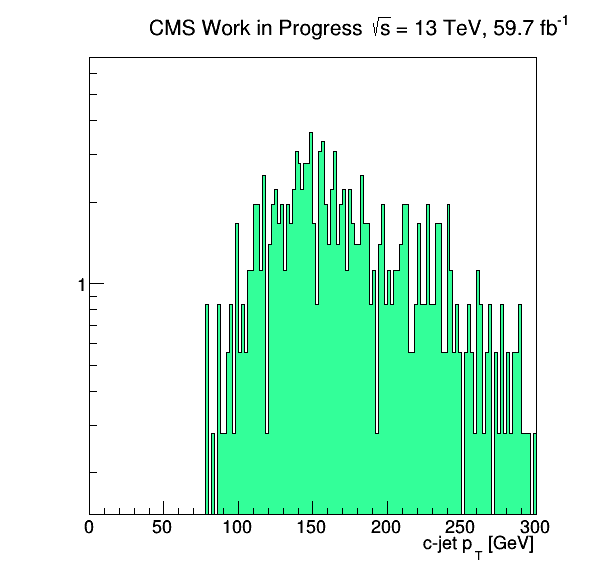 CMS Work in Progress √s = 13 TeV, 59.7 fb⁻¹
1
0 50 100 150 200 250 300
c-jet p_T [GeV]